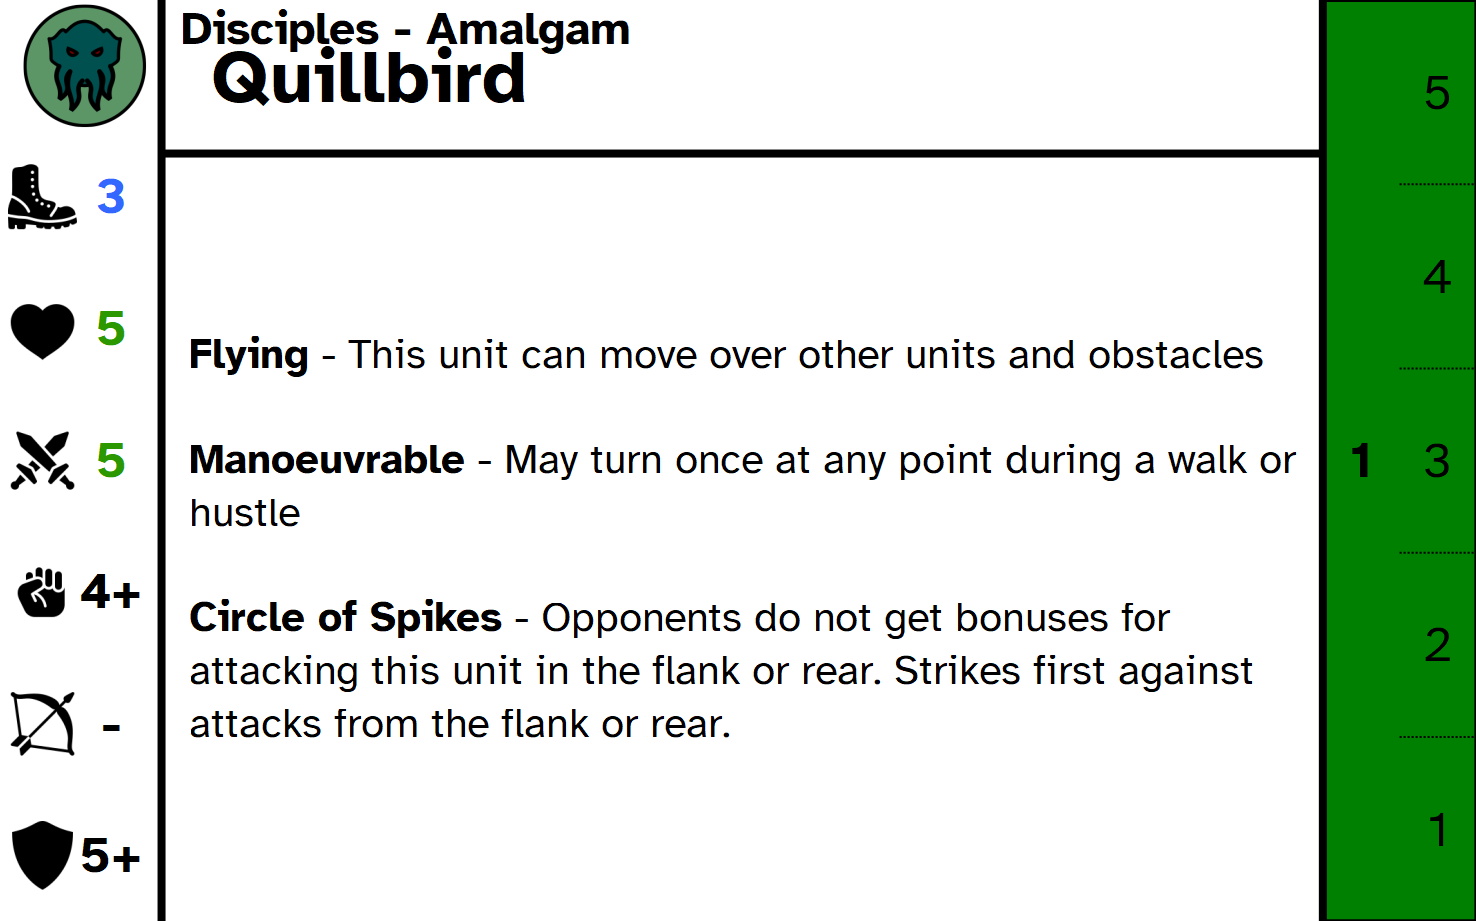 Disciples - Amalgam
Quillbird
3
5
5
4+
-
5+
Flying - This unit can move over other units and obstacles
Manoeuvrable - May turn once at any point during a walk or
hustle
Circle of Spikes - Opponents do not get bonuses for
attacking this unit in the flank or rear. Strikes first against
attacks from the flank or rear.
5
4
1 3
2
1